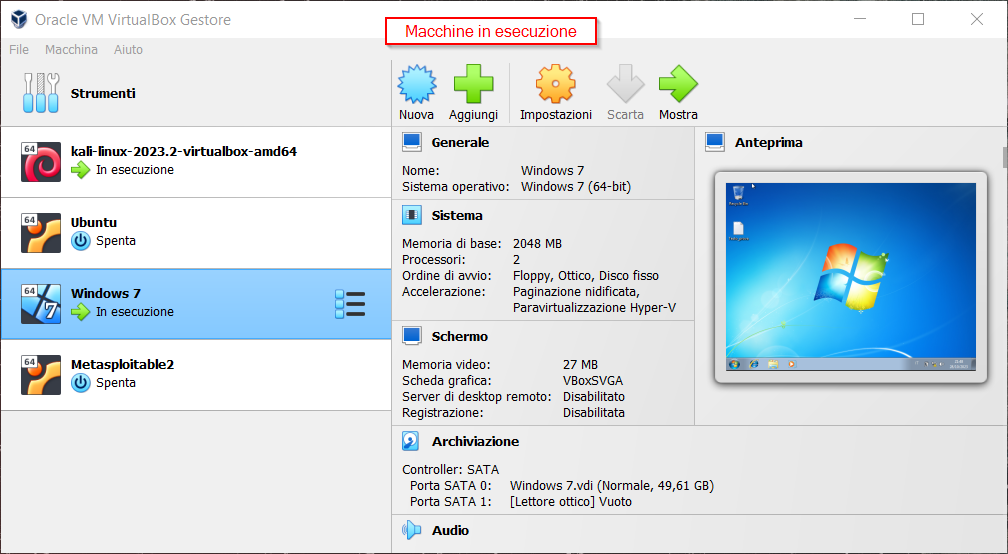 Oracle VM VirtualBox Gestore
Macchine in esecuzione
File Macchina Aiuto
Strumenti
Nuova Aggiungi Impostazioni Scarta Mostra
64
kali-linux-2023.2-virtualbox-amd64
In esecuzione
64
Ubuntu
Spenta
64
7
Windows 7
In esecuzione
64
Metasploitable2
Spenta
Generale
Nome: Windows 7
Sistema operativo: Windows 7 (64-bit)
Sistema
Memoria di base: 2048 MB
Processori: 2
Ordine di avvio: Floppy, Ottico, Disco fisso
Accelerazione: Paginazione nidificata,
Paravirtualizzazione Hyper-V
Schermo
Memoria video: 27 MB
Scheda grafica: VBoxSVGA
Server di desktop remoto: Disabilitato
Registrazione: Disabilitata
Archiviazione
Controller: SATA
Porta SATA 0: Windows 7.vdi (Normale, 49,61 GB)
Porta SATA 1: [Lettore ottico] Vuoto
Audio
Anteprima